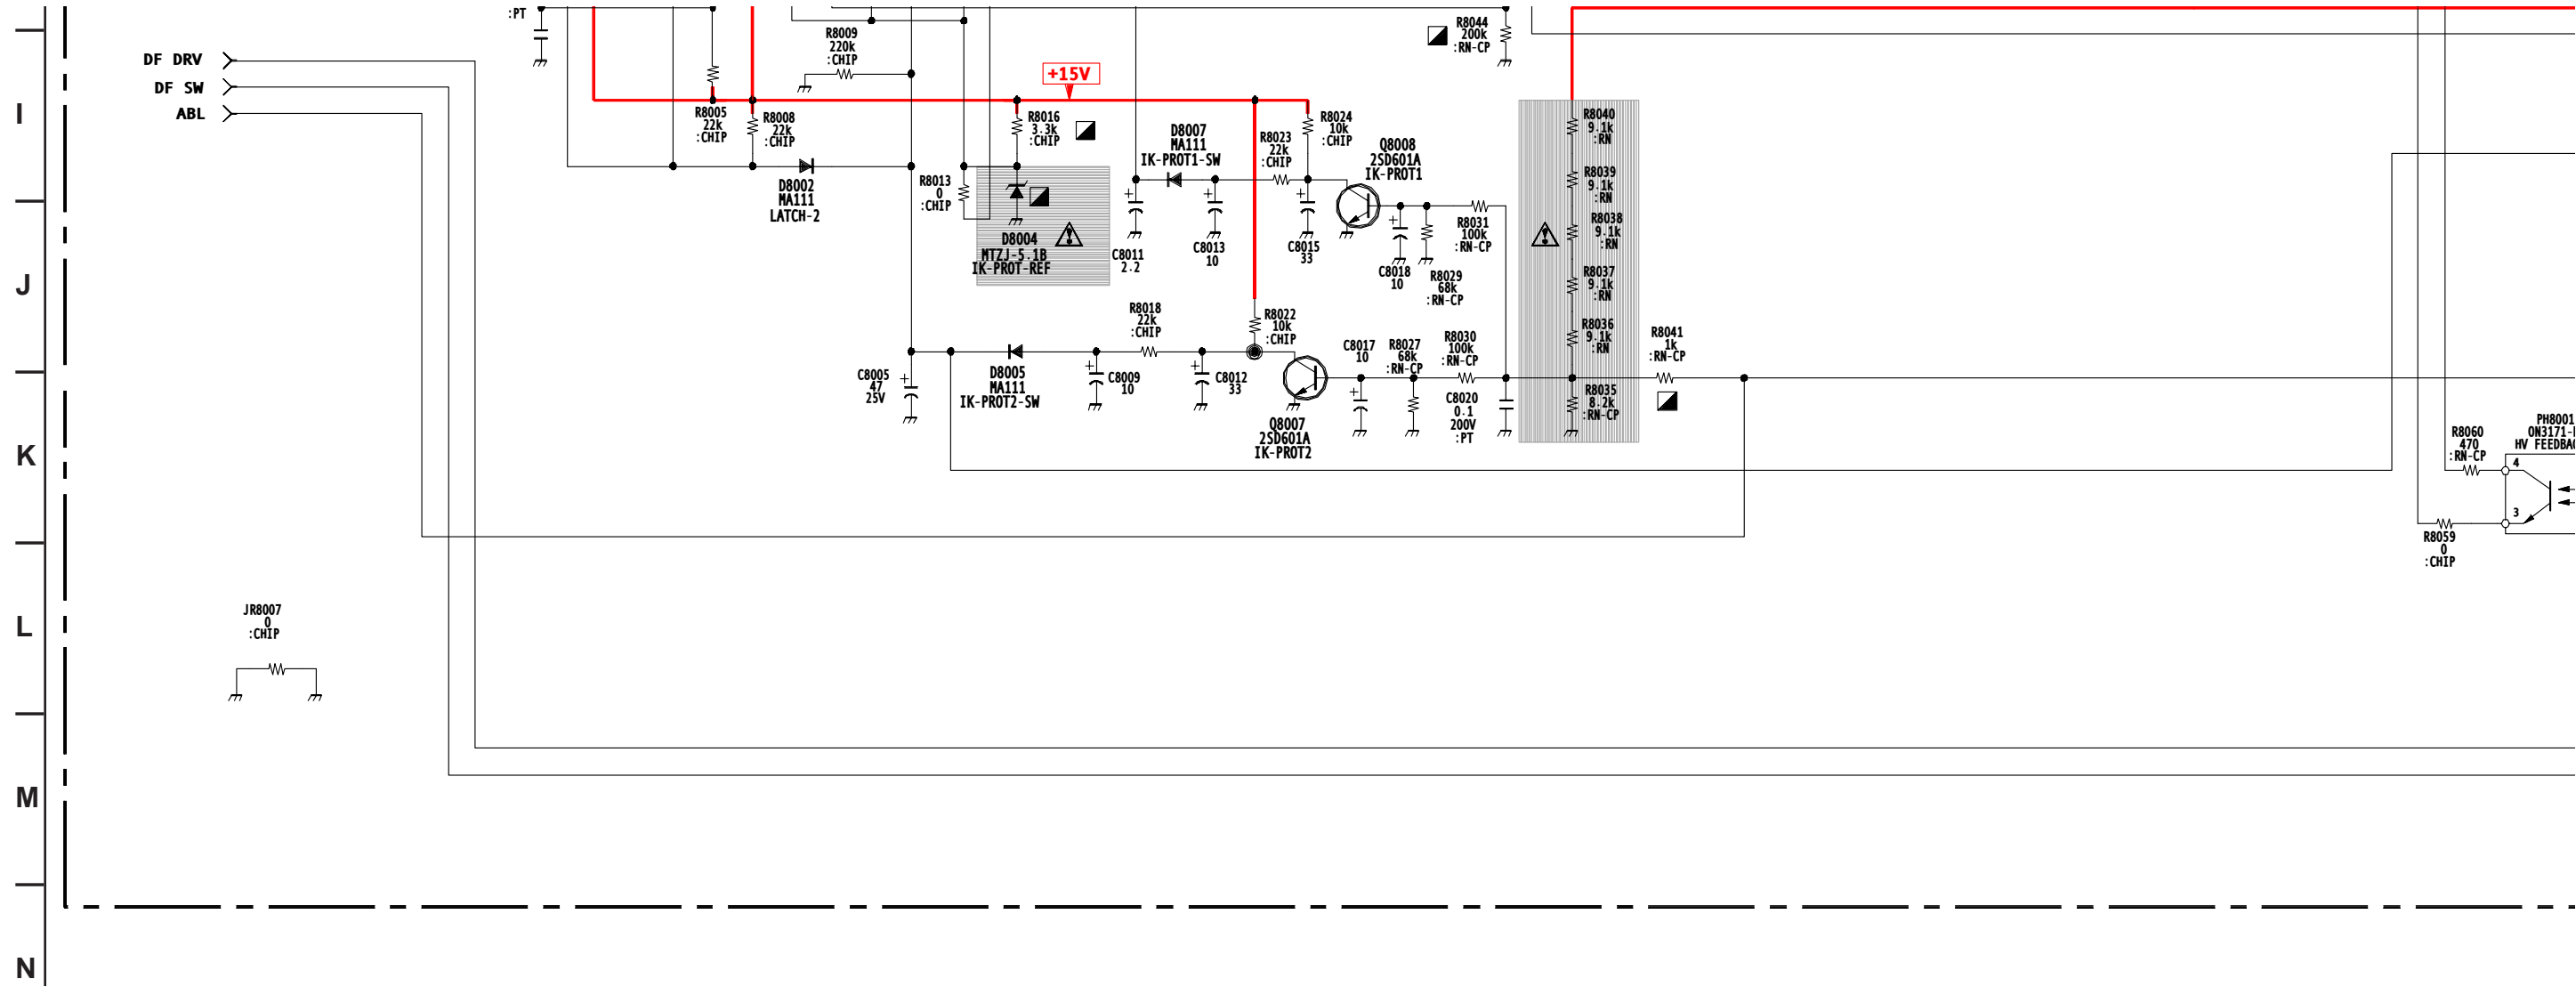 I
J
K
L
M
N
:PT
DF DRV
DF SW
ABL
R8009
220k
:CHIP
+15V
R8044
200k
:RN-CP
R8005
22k
:CHIP
R8008
22k
:CHIP
R8016
3.3k
:CHIP
D8007
MA111
IK-PROT1-SW
R8023
22k
:CHIP
R8024
10k
:CHIP
Q8008
2SD601A
IK-PROT1
R8040
9.1k
:RN
R8039
9.1k
:RN
R8038
9.1k
:RN
R8037
9.1k
:RN
R8036
9.1k
:RN
D8002
MA111
LATCH-2
R8013
0
:CHIP
D8004
MTZJ-5.1B
IK-PROT-REF
C8011
2.2
C8013
10
C8015
33
C8018
10
R8031
100k
:RN-CP
R8029
68k
:RN-CP
R8018
22k
:CHIP
R8022
10k
:CHIP
C8017
10
R8027
68k
:RN-CP
R8030
100k
:RN-CP
R8041
1k
:RN-CP
C8005
47
25V
D8005
MA111
IK-PROT2-SW
C8009
10
C8012
33
Q8007
2SD601A
IK-PROT2
C8020
0.1
200V
:PT
R8035
8.2k
:RN-CP
R8060
470
:RN-CP
PH8001
ON3171-
HV FEEDBA
4
3
R8059
0
:CHIP
JR8007
0
:CHIP